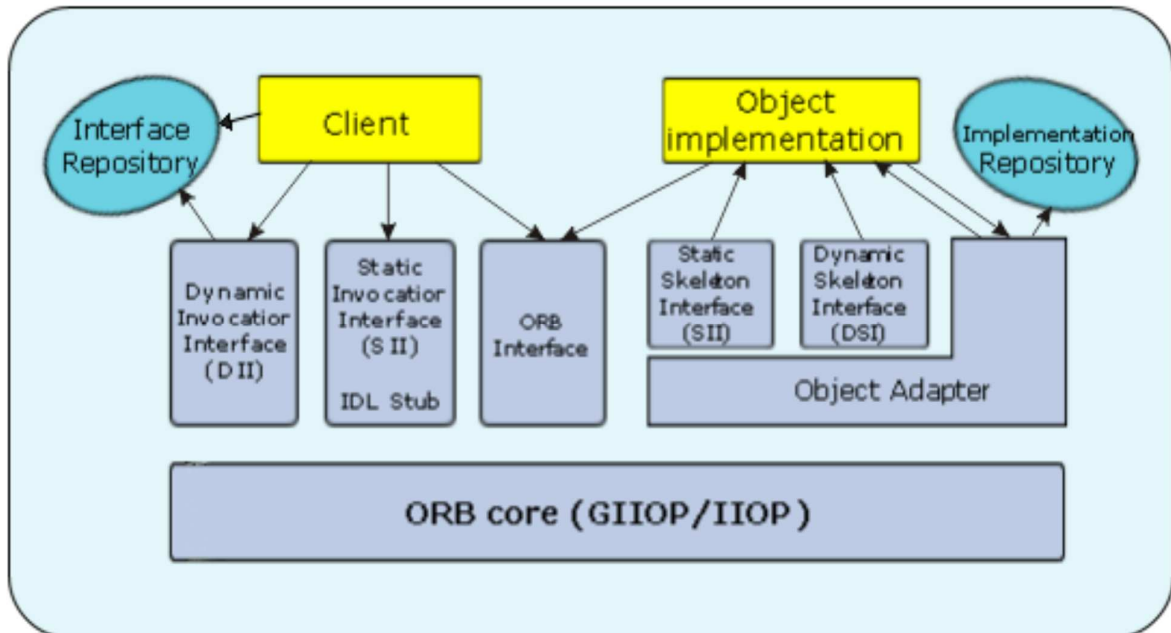 Interface
Repository
Client
Object
implementation
Implementation
Repository
Dynamic
Invocatior
Interface
(DII)
Static
Invocatior
Interface
(SII)
IDL Stub
ORB
Interface
Static
Skeleton
Interface
(SII)
Dynamic
Skeleton
Interface
(DSI)
Object Adapter
ORB core (GIIOP/IIOP)